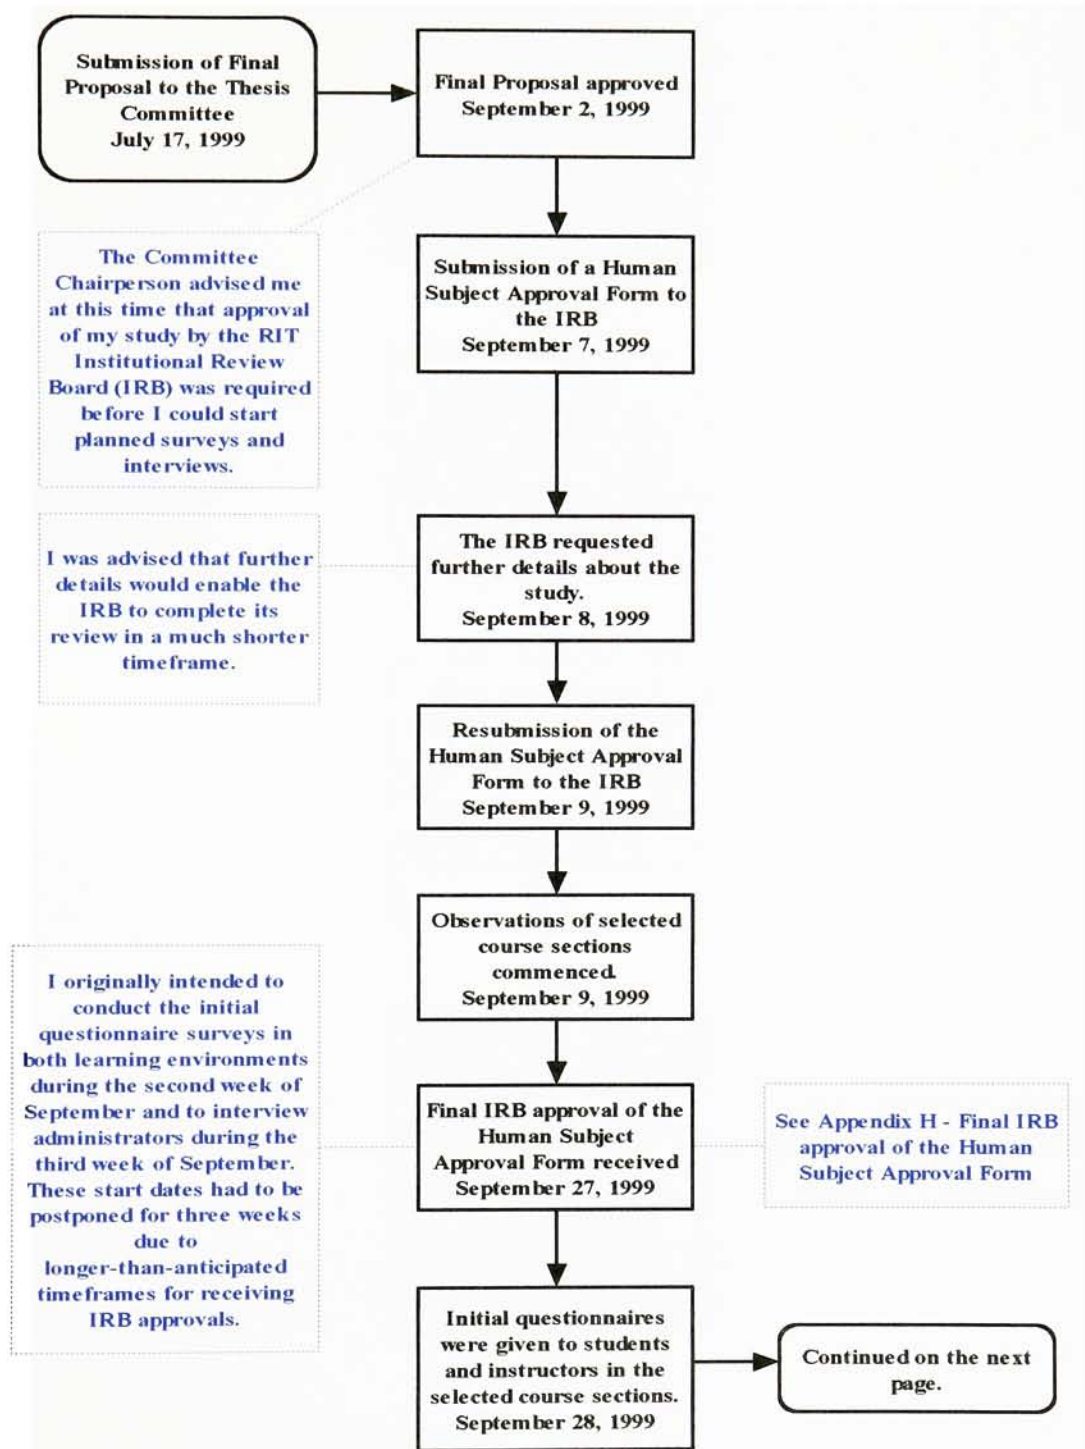 Submission of Final
Proposal to the Thesis
Committee
July 17, 1999
Final Proposal approved
September 2, 1999
The Committee
Chairperson advised me
at this time that approval
of my study by the RIT
Institutional Review
Board (IRB) was required
before I could start
planned surveys and
interviews.
Submission of a Human
Subject Approval Form to
the IRB
September 7, 1999
I was advised that further
details would enable the
IRB to complete its
review in a much shorter
timeframe.
The IRB requested
further details about the
study.
September 8, 1999
Resubmission of the
Human Subject Approval
Form to the IRB
September 9, 1999
Observations of selected
course sections
commenced.
September 9, 1999
I originally intended to
conduct the initial
questionnaire surveys in
both learning environments
during the second week of
September and to interview
administrators during the
third week of September.
These start dates had to be
postponed for three weeks
due to
longer-than-anticipated
timeframes for receiving
IRB approvals.
Final IRB approval of the
Human Subject
Approval Form received
September 27, 1999
See Appendix H - Final IRB
approval of the Human
Subject Approval Form
Initial questionnaires
were given to students
and instructors in the
selected course sections.
September 28, 1999
Continued on the next
page.